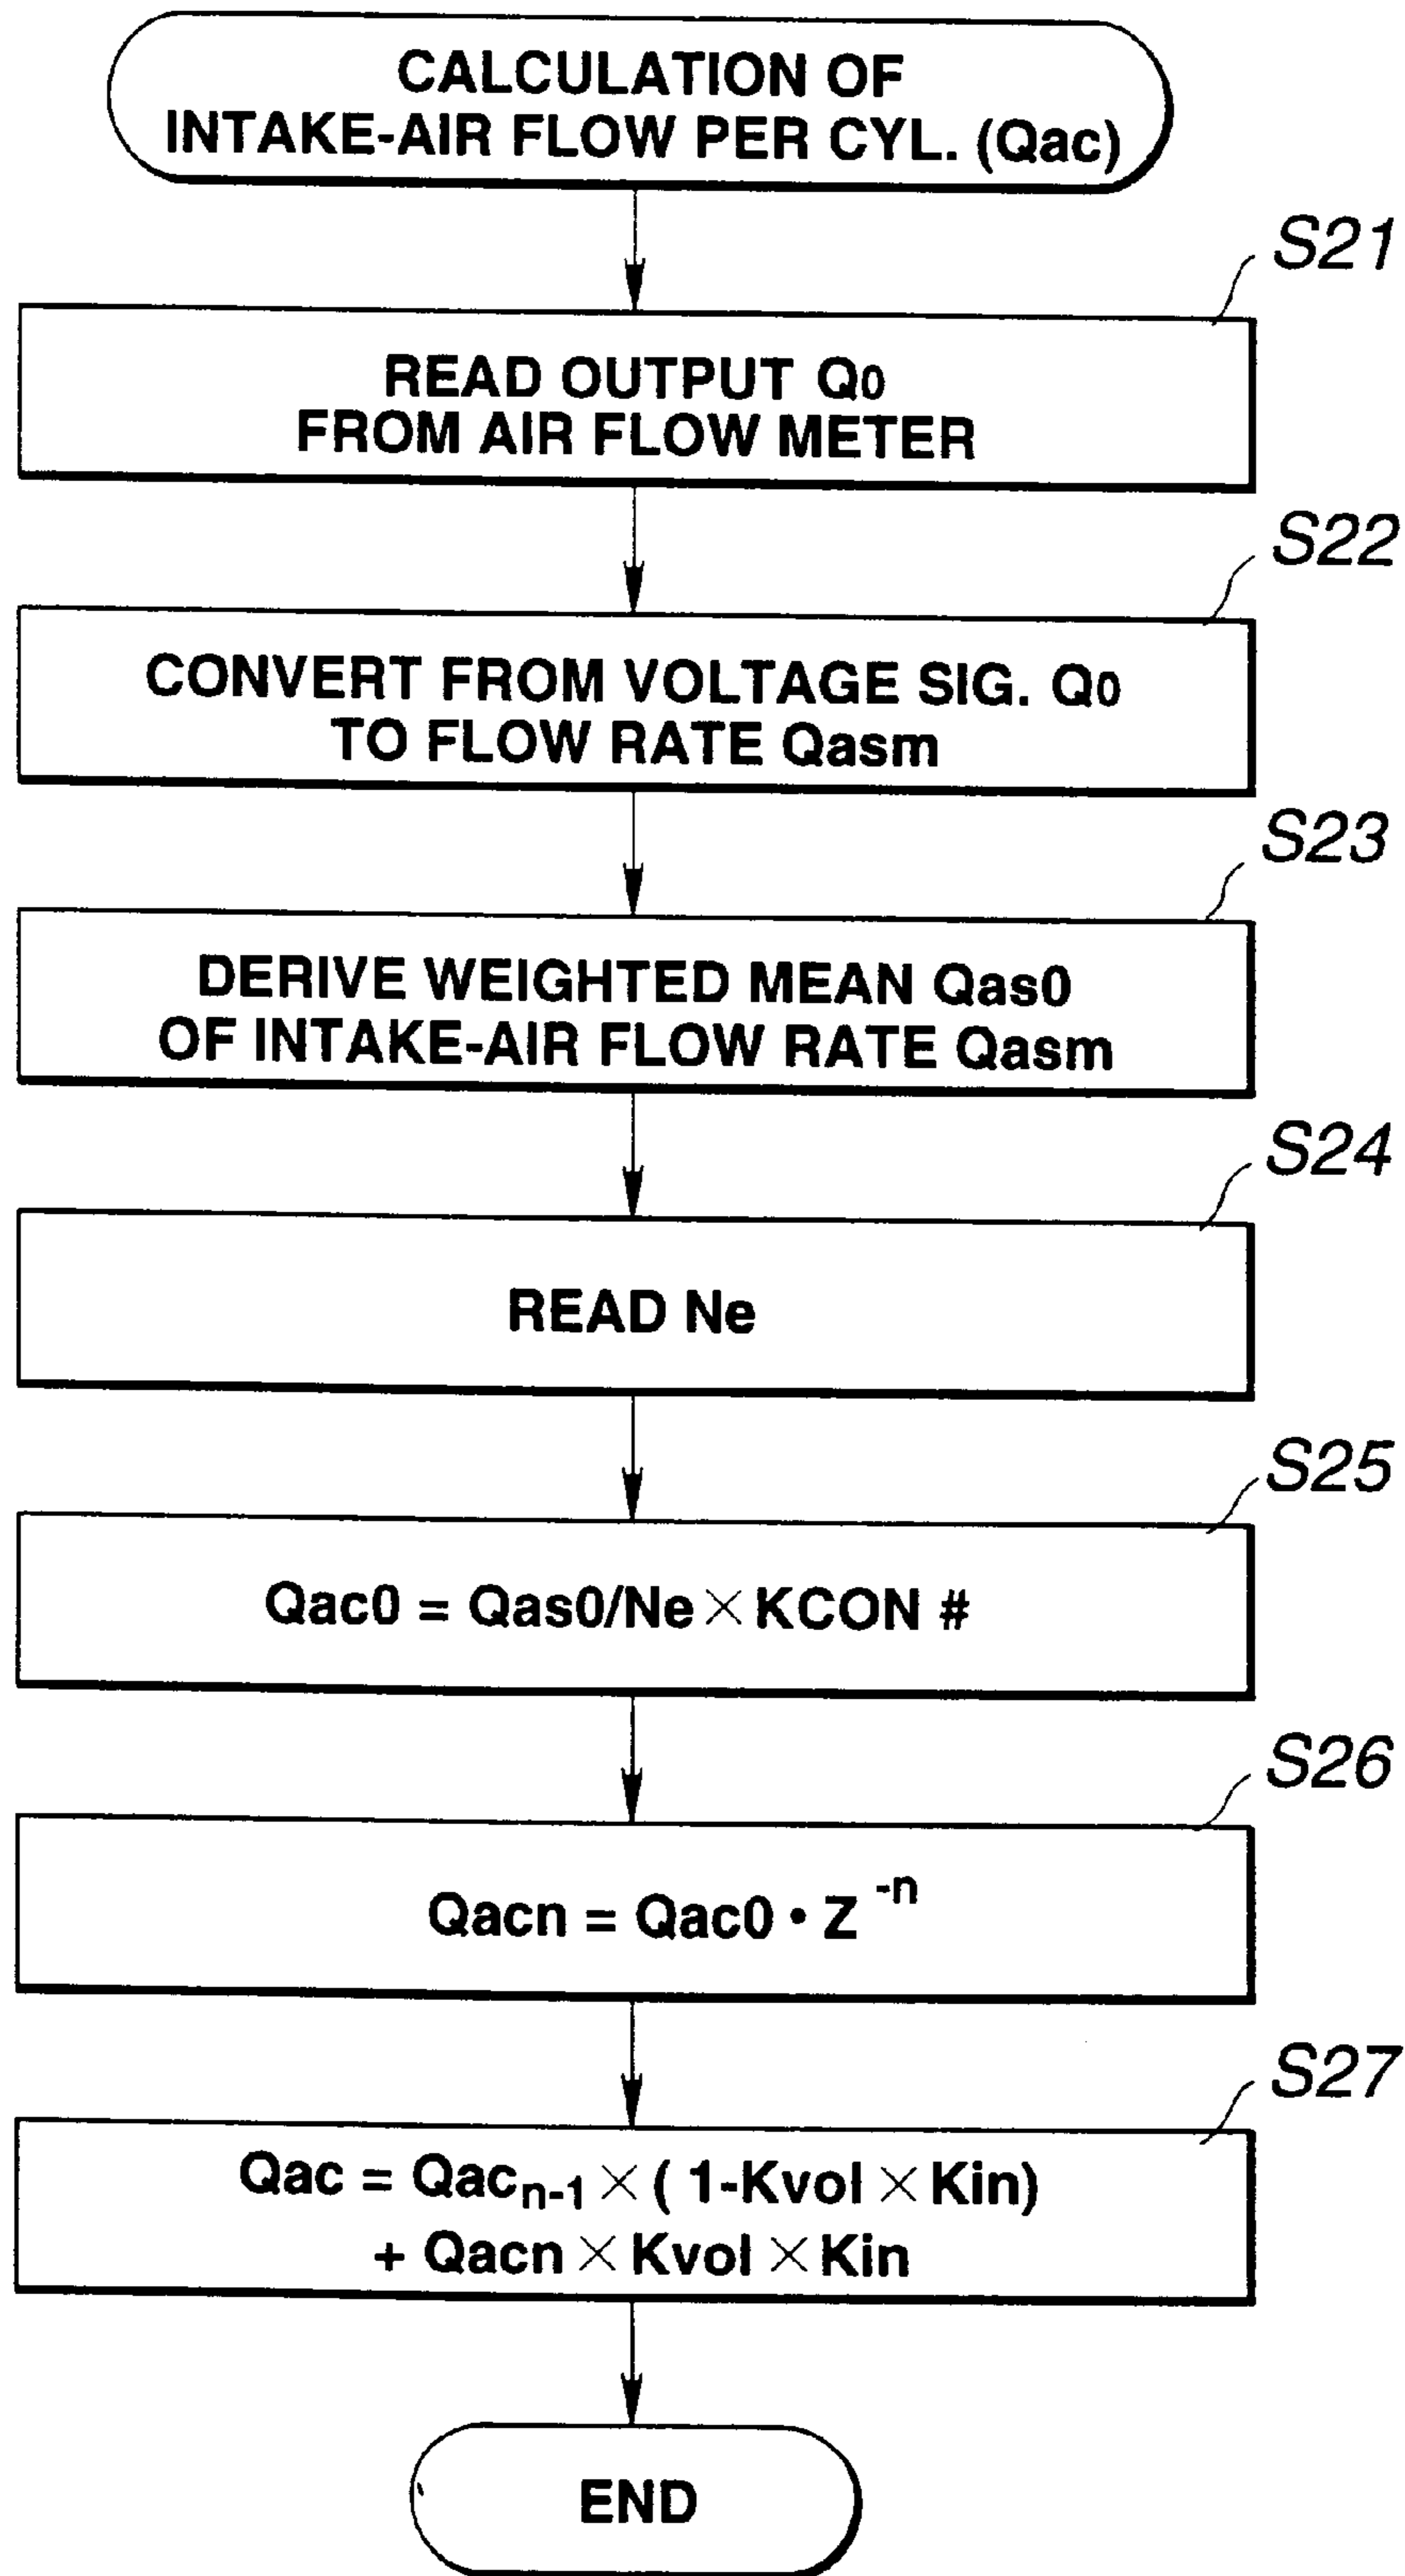 CALCULATION OF
INTAKE-AIR FLOW PER CYL. (Qac)
S21
READ OUTPUT Q0
FROM AIR FLOW METER
S22
CONVERT FROM VOLTAGE SIG. Q0
TO FLOW RATE Qasm
S23
DERIVE WEIGHTED MEAN Qas0
OF INTAKE-AIR FLOW RATE Qasm
S24
READ Ne
S25
Qac0 = Qas0/Ne × KCON #
S26
Qacn = Qac0 • Z⁻ⁿ
S27
Qac = Qacₙ₋₁ × ( 1-Kvol × Kin)
+ Qacn × Kvol × Kin
END